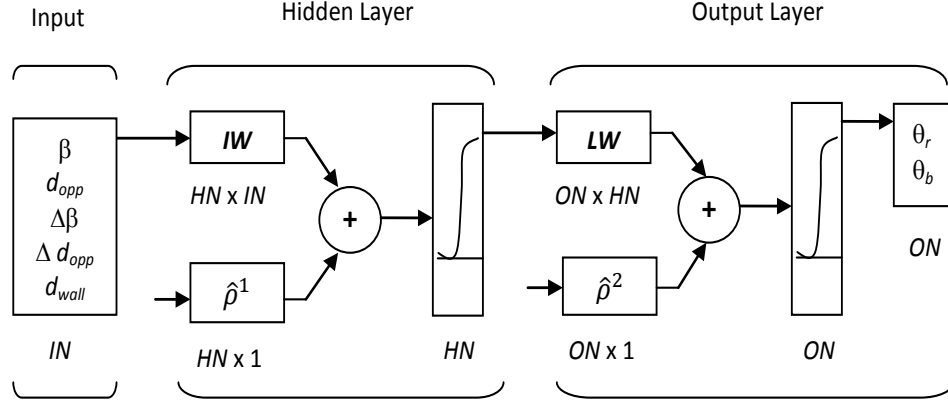 Input
Hidden Layer
Output Layer
β
d_opp
Δβ
Δ d_opp
d_wall
IN
IW
HN x IN
+
ρ̂¹
HN x 1
HN
LW
ON x HN
+
ρ̂²
ON x 1
ON
θ_r
θ_b
ON